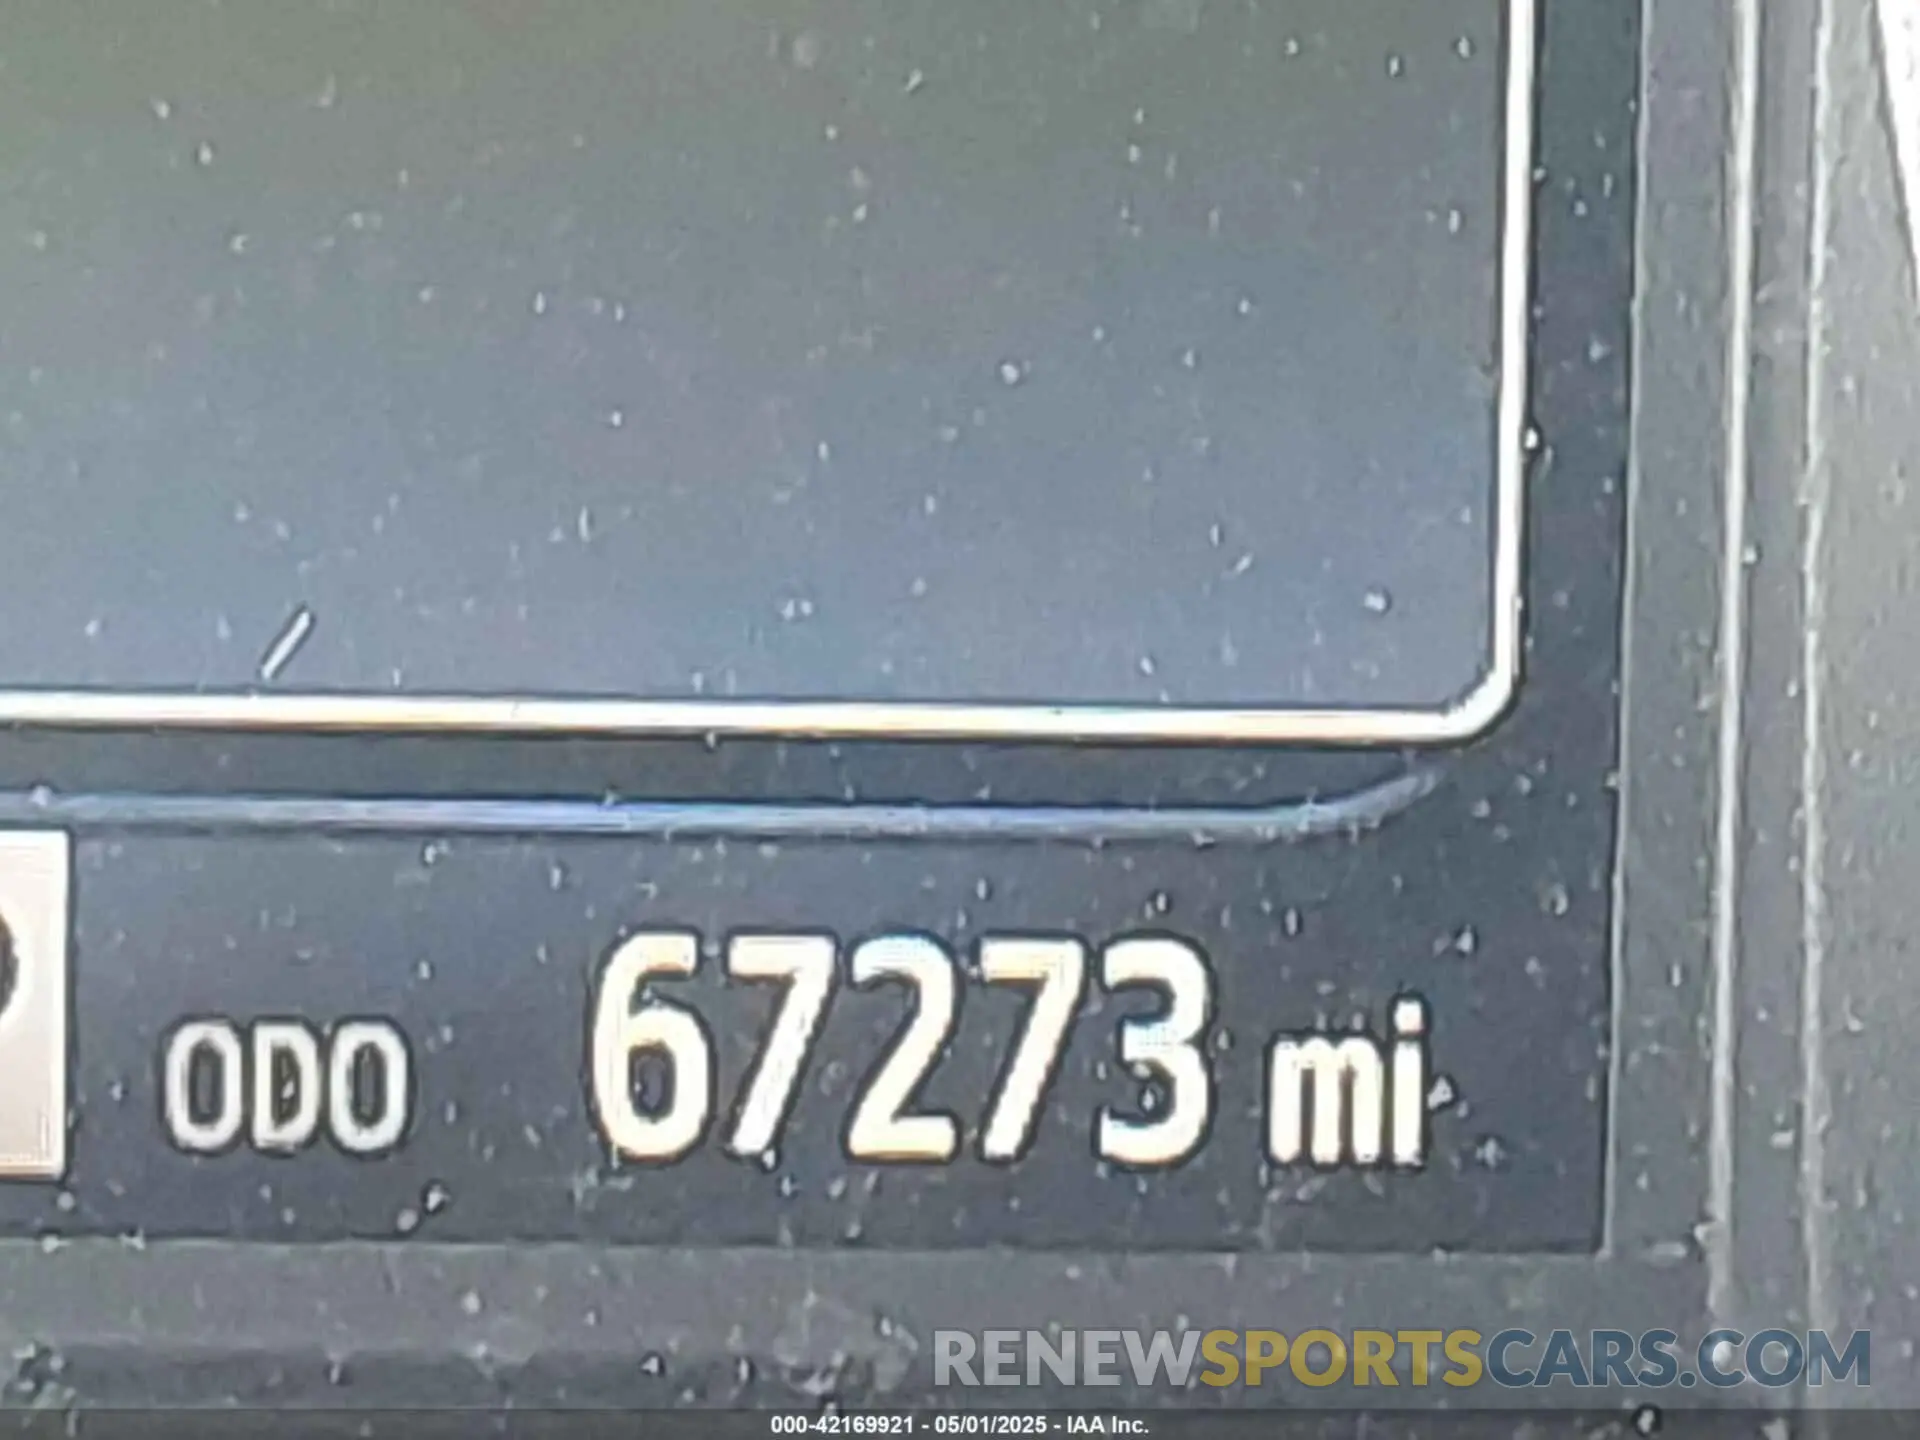 ODO 67273 mi
RENEWSPORTSCARS.COM
000-42169921 - 05/01/2025 - IAA Inc.